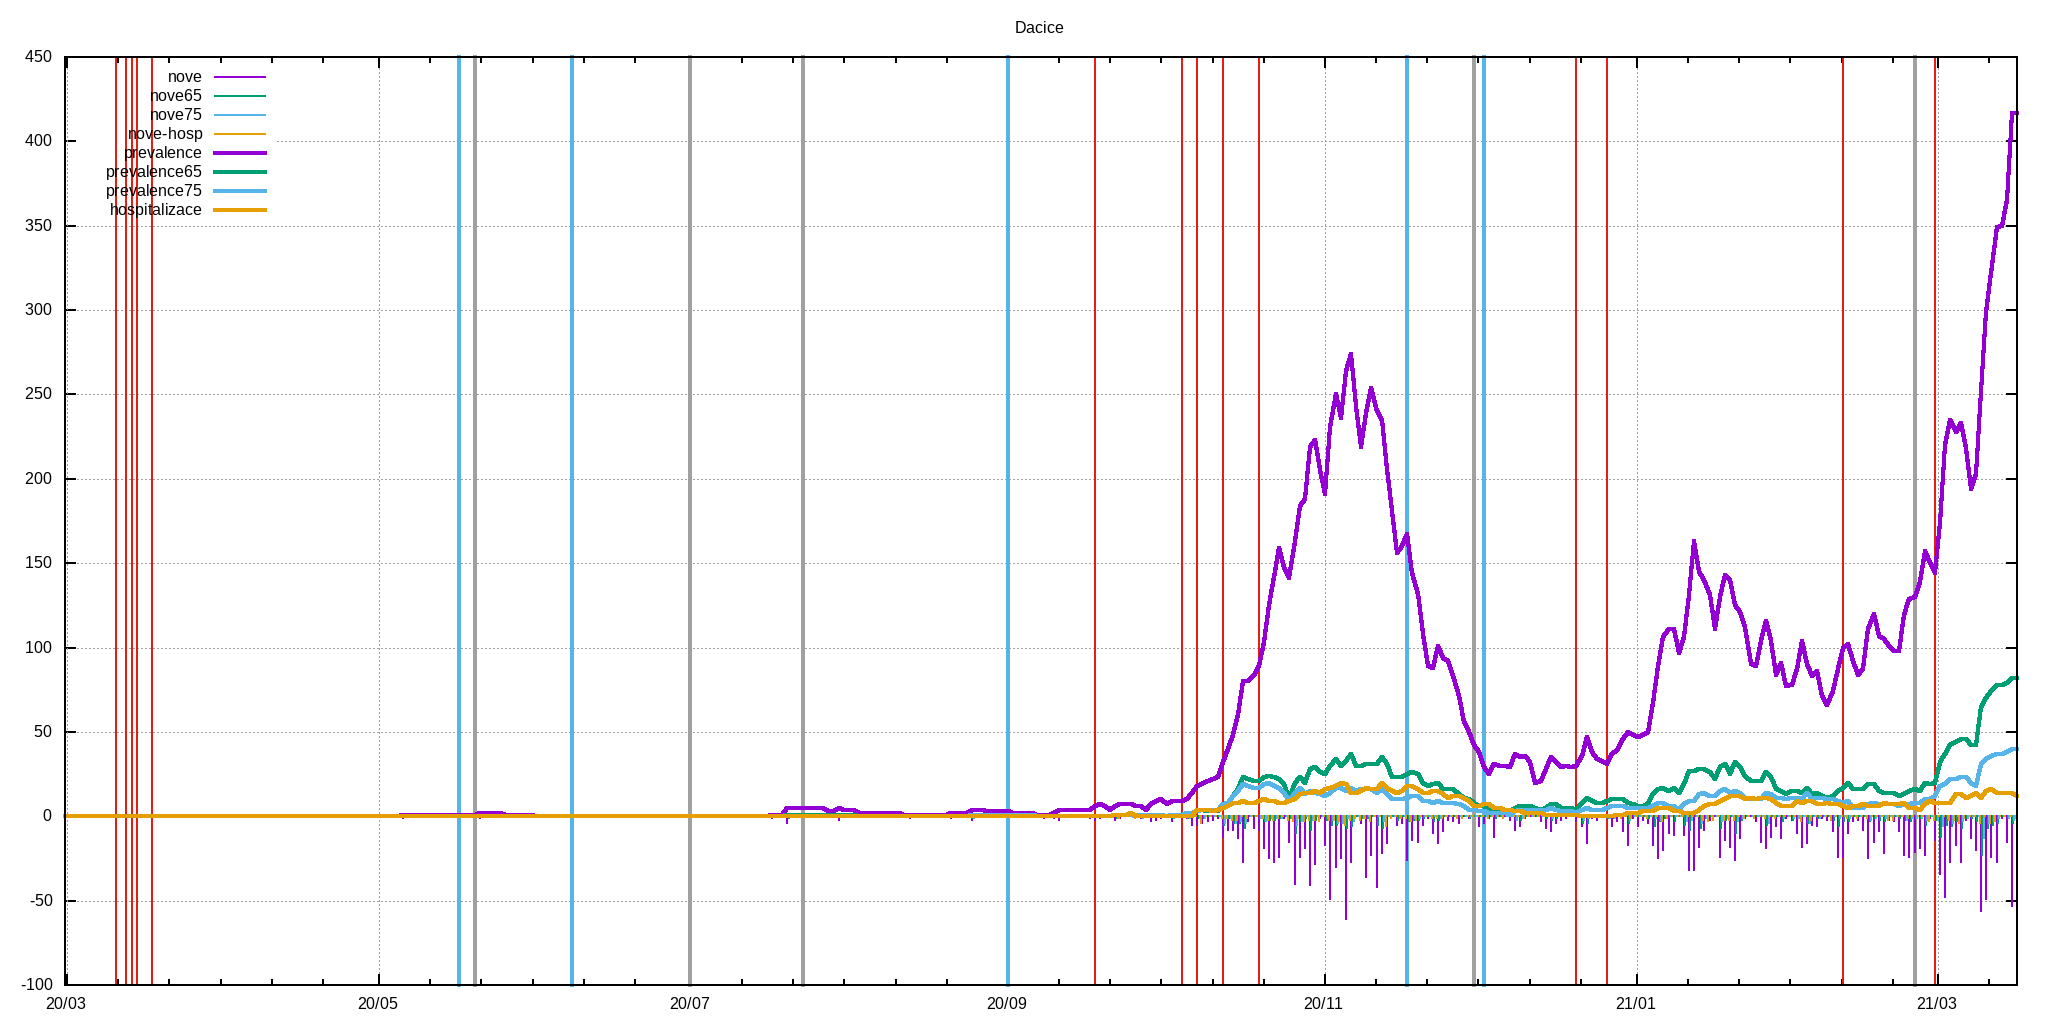 Dacice
450
400
350
300
250
200
150
100
50
0
-50
-100
nove
nove65
nove75
nove-hosp
prevalence
prevalence65
prevalence75
hospitalizace
20/03 20/05 20/07 20/09 20/11 21/01 21/03